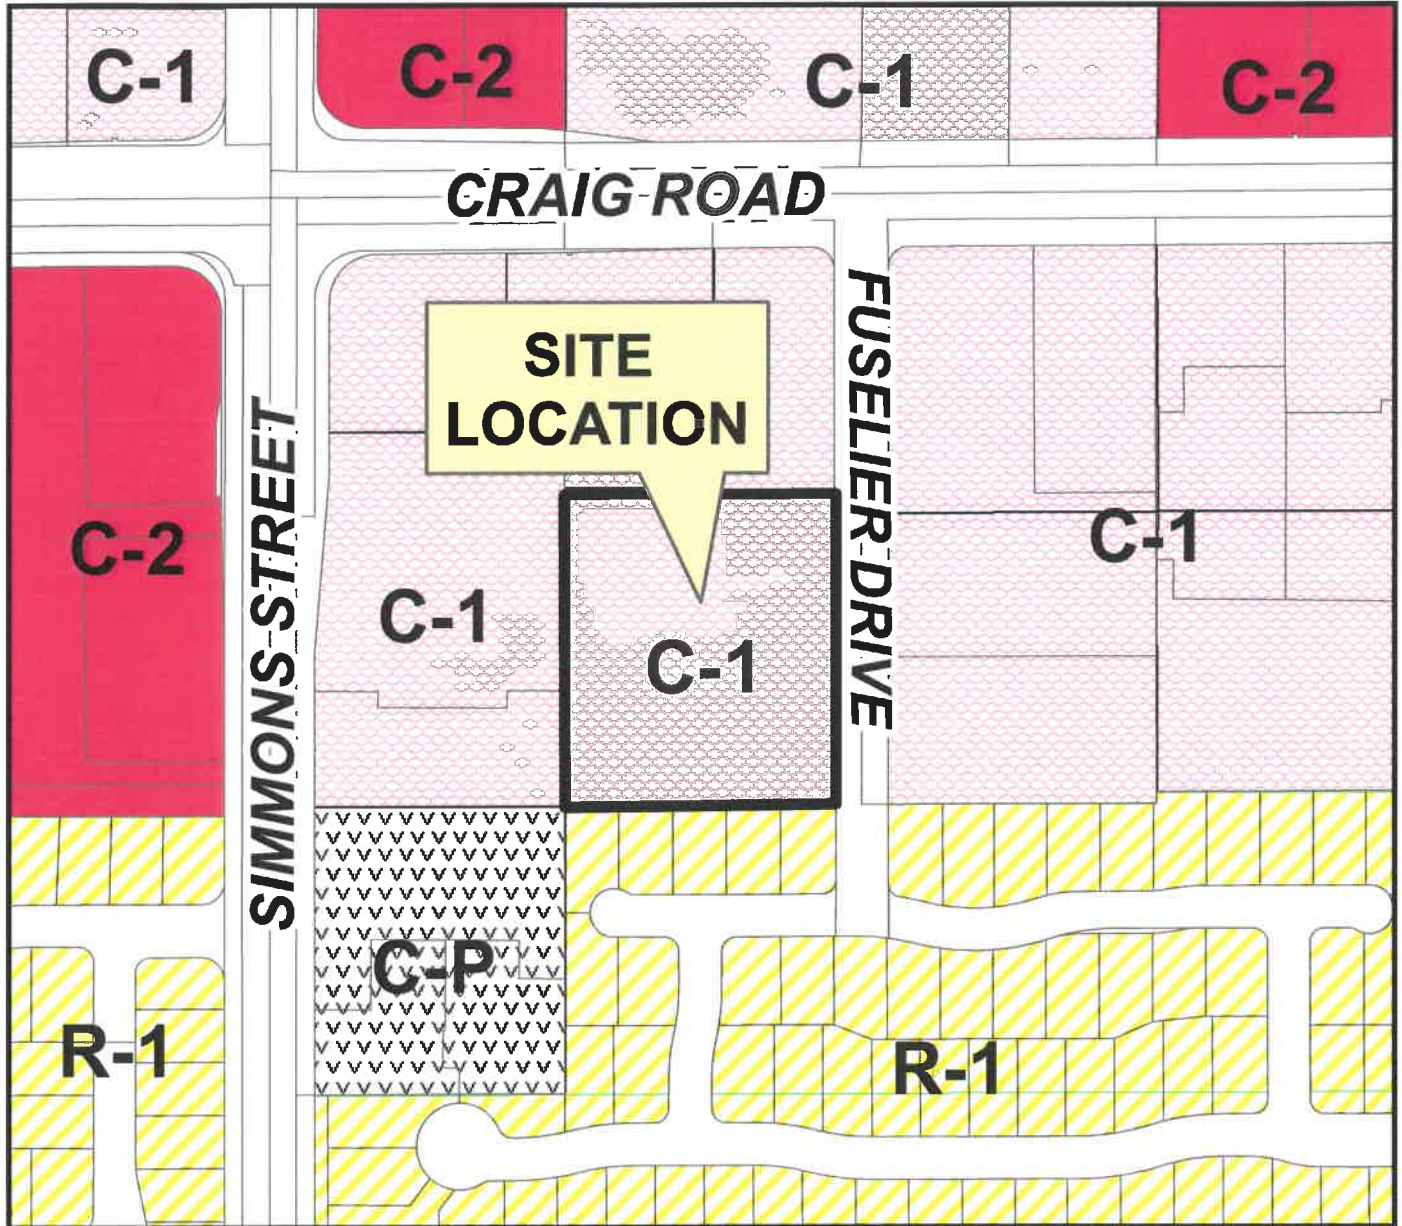 C-1
C-2
C-1
C-2
CRAIG ROAD
SITE
LOCATION
FUSELIER DRIVE
SIMMONS STREET
C-2
C-1
C-1
C-1
C-P
R-1
R-1